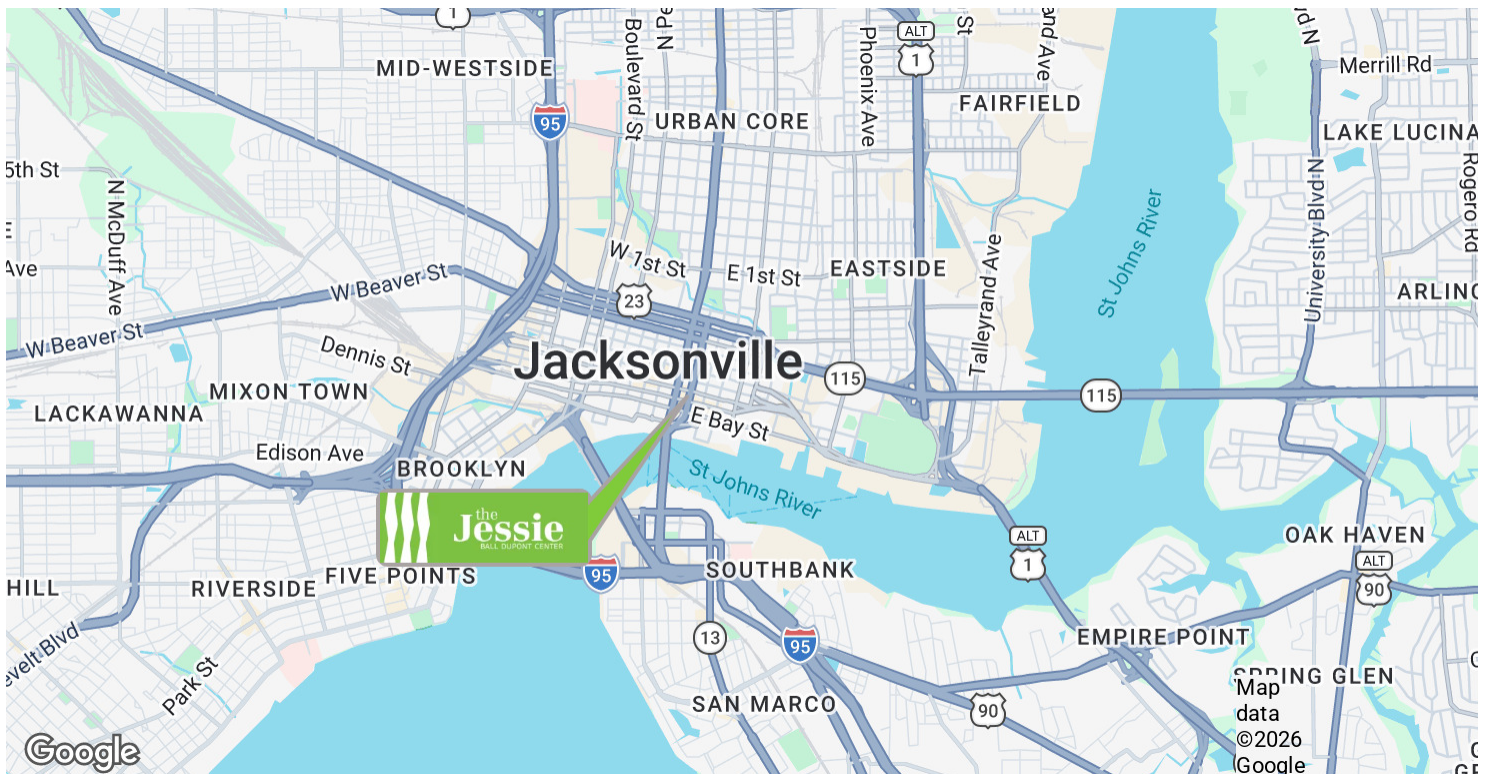 1
Boulevard St
N Pe
Phoenix Ave
ALT
1
St
and Ave
yd N
MID-WESTSIDE
Merrill Rd
FAIRFIELD
95
URBAN CORE
LAKE LUCINA
5th St
N McDuff Ave
Rogero Rd
University Blvd N
St Johns River
E
Ave
W 1st St
E 1st St
EASTSIDE
Talleyrand Ave
W Beaver St
23
ARLING
W Beaver St
Dennis St
Jacksonville
115
115
MIXON TOWN
LACKAWANNA
E Bay St
Edison Ave
BROOKLYN
St Johns River
the
Jessie
BALL DUPONT CENTER
OAK HAVEN
ALT
1
ALT
90
HILL
RIVERSIDE
FIVE POINTS
95
SOUTHBANK
evelt Blvd
13
95
EMPIRE POINT
Park St
SPRING GLEN
SAN MARCO
90
Map
data
©2026
Google
Google